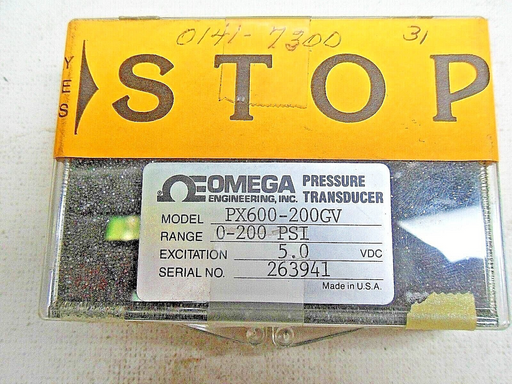 0141-7300 31
YES
STOP
OMEGA PRESSURE
ENGINEERING, INC. TRANSDUCER
MODEL PX600-200GV
RANGE 0-200 PSI
EXCITATION 5.0 VDC
SERIAL NO. 263941
Made in U.S.A.